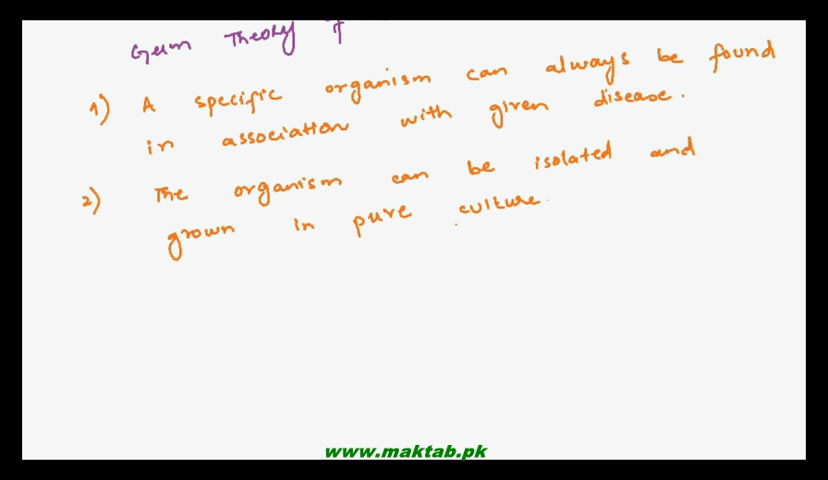 Germ Theory of
1) A specific organism can always be found
in association with given disease.
2) The organism can be isolated and
grown in pure culture.
www.maktab.pk